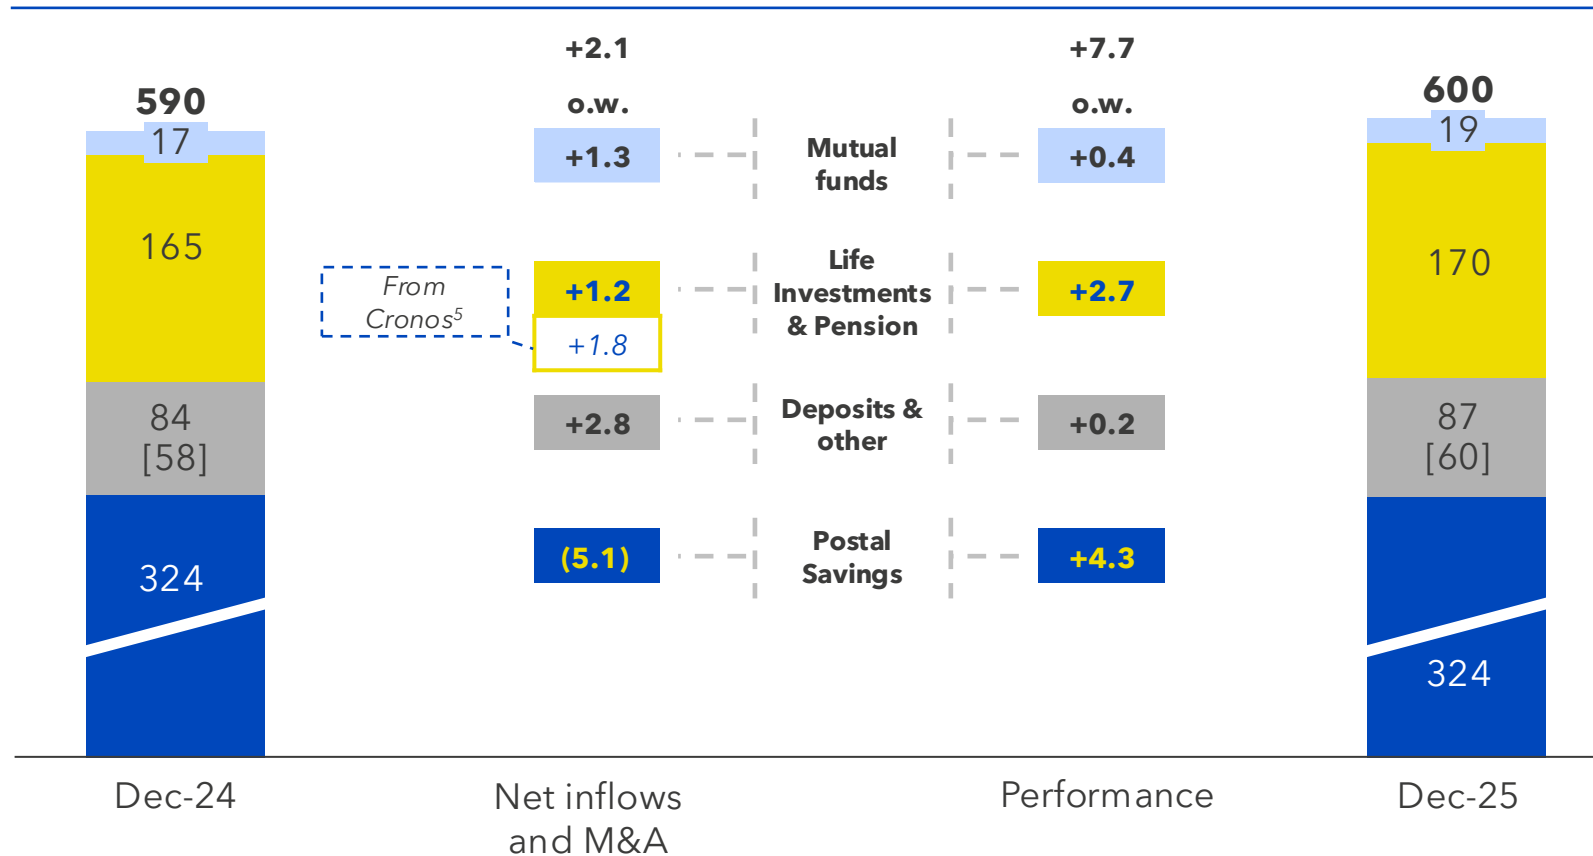 +2.1
+7.7
590
o.w.
o.w.
600
17
+1.3
Mutual
funds
+0.4
19
165
From
Cronos⁵
+1.2
+1.8
Life
Investments
& Pension
+2.7
170
84
[58]
+2.8
Deposits &
other
+0.2
87
[60]
324
(5.1)
Postal
Savings
+4.3
324
Dec-24
Net inflows
and M&A
Performance
Dec-25